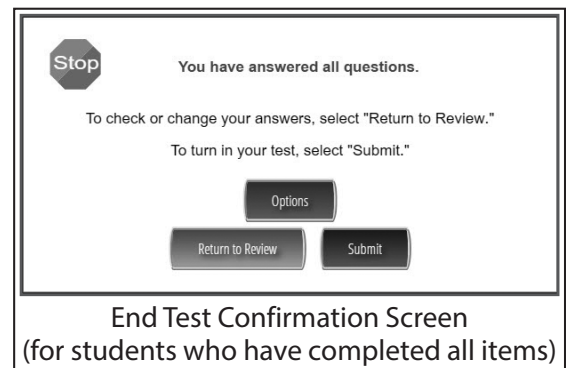 Stop
You have answered all questions.
To check or change your answers, select "Return to Review."
To turn in your test, select "Submit."
Options
Return to Review
Submit
End Test Confirmation Screen
(for students who have completed all items)